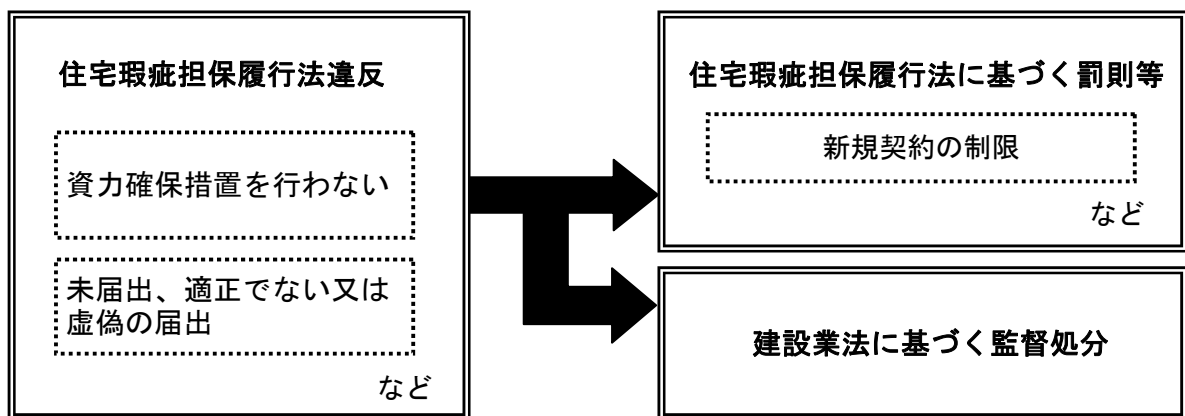 住宅瑕疵担保履行法違反
資力確保措置を行わない
未届出、適正でない又は
虚偽の届出
など
住宅瑕疵担保履行法に基づく罰則等
新規契約の制限
など
建設業法に基づく監督処分